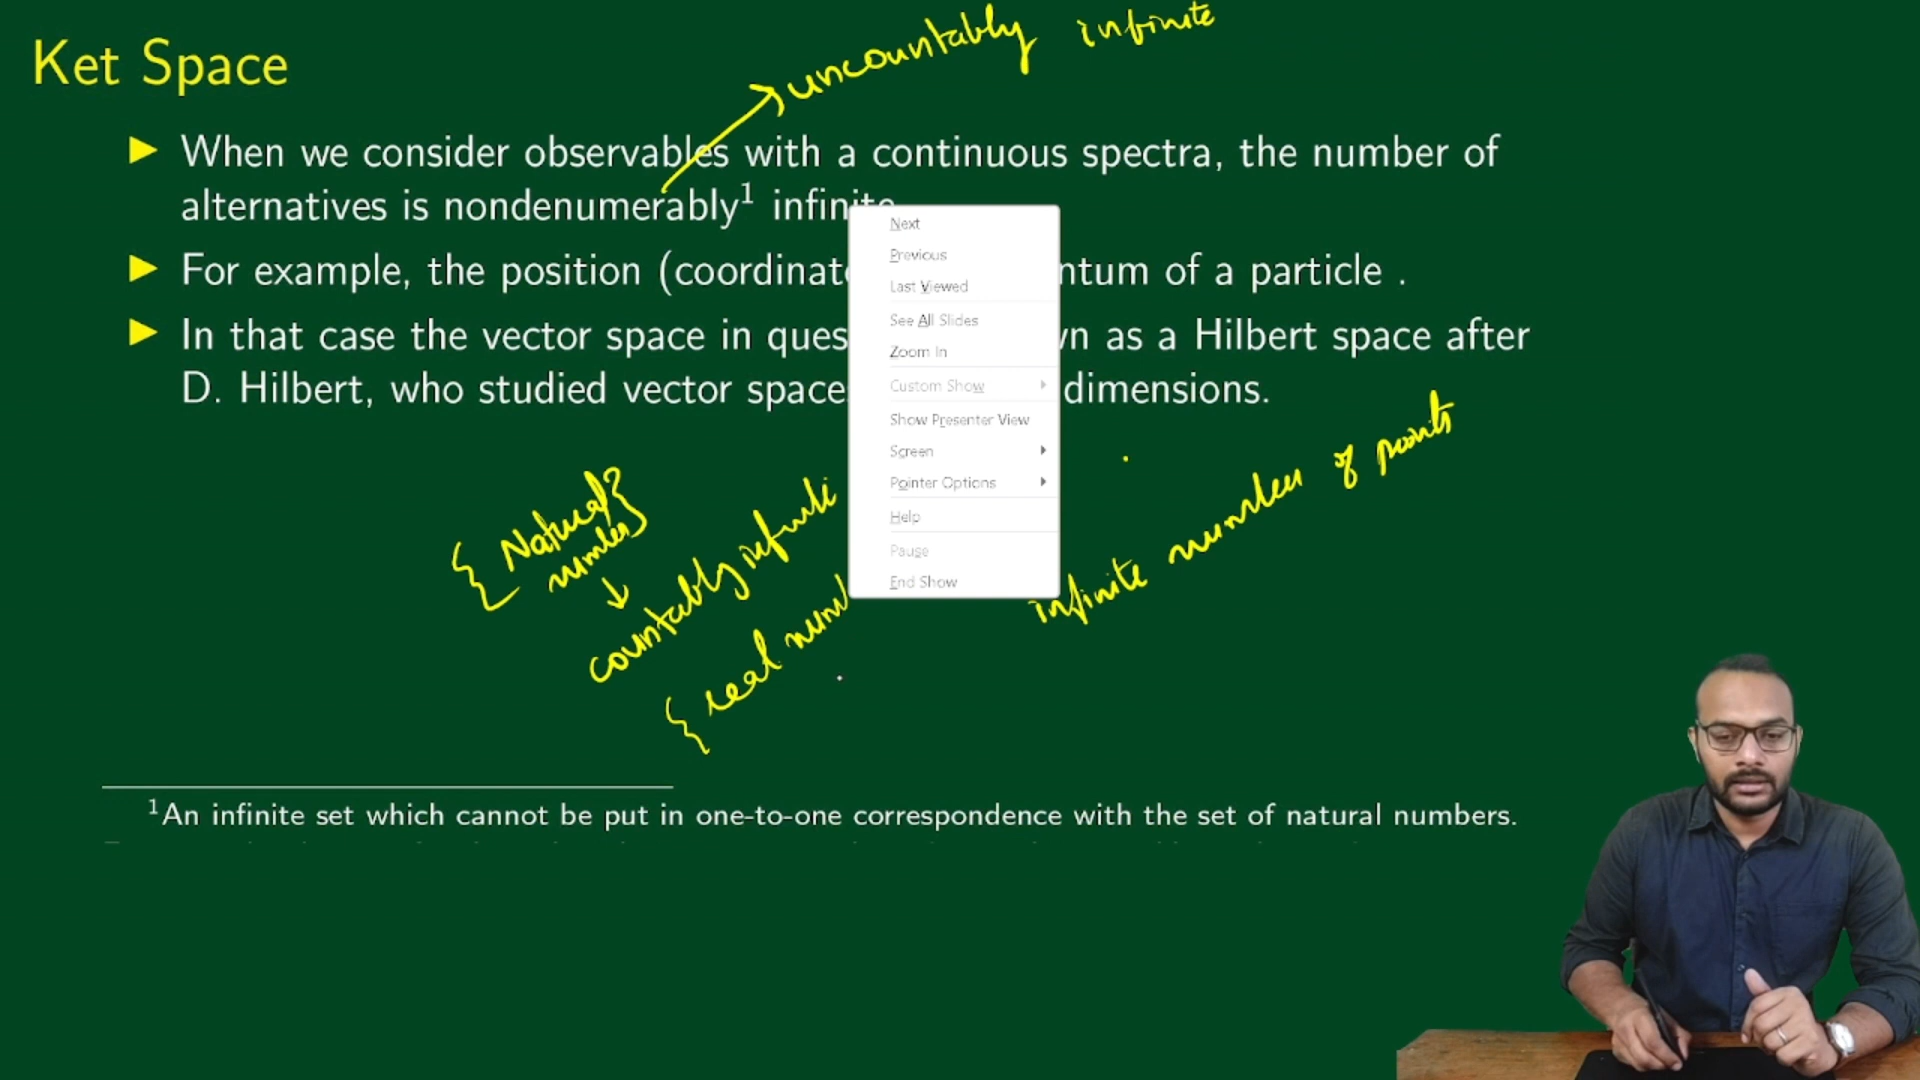 uncountably infinite
Ket Space
When we consider observables with a continuous spectra, the number of
alternatives is nondenumerably¹ infinite
For example, the position (coordinat
ntum of a particle .
In that case the vector space in ques
wn as a Hilbert space after
D. Hilbert, who studied vector space
dimensions.
Next
Previous
Last Viewed
See All Slides
Zoom In
Custom Show
Show Presenter View
Screen
Pointer Options
Help
Pause
End Show
{ Natural }
numbers
countably infinite
{ real num
infinite number of points
¹An infinite set which cannot be put in one-to-one correspondence with the set of natural numbers.